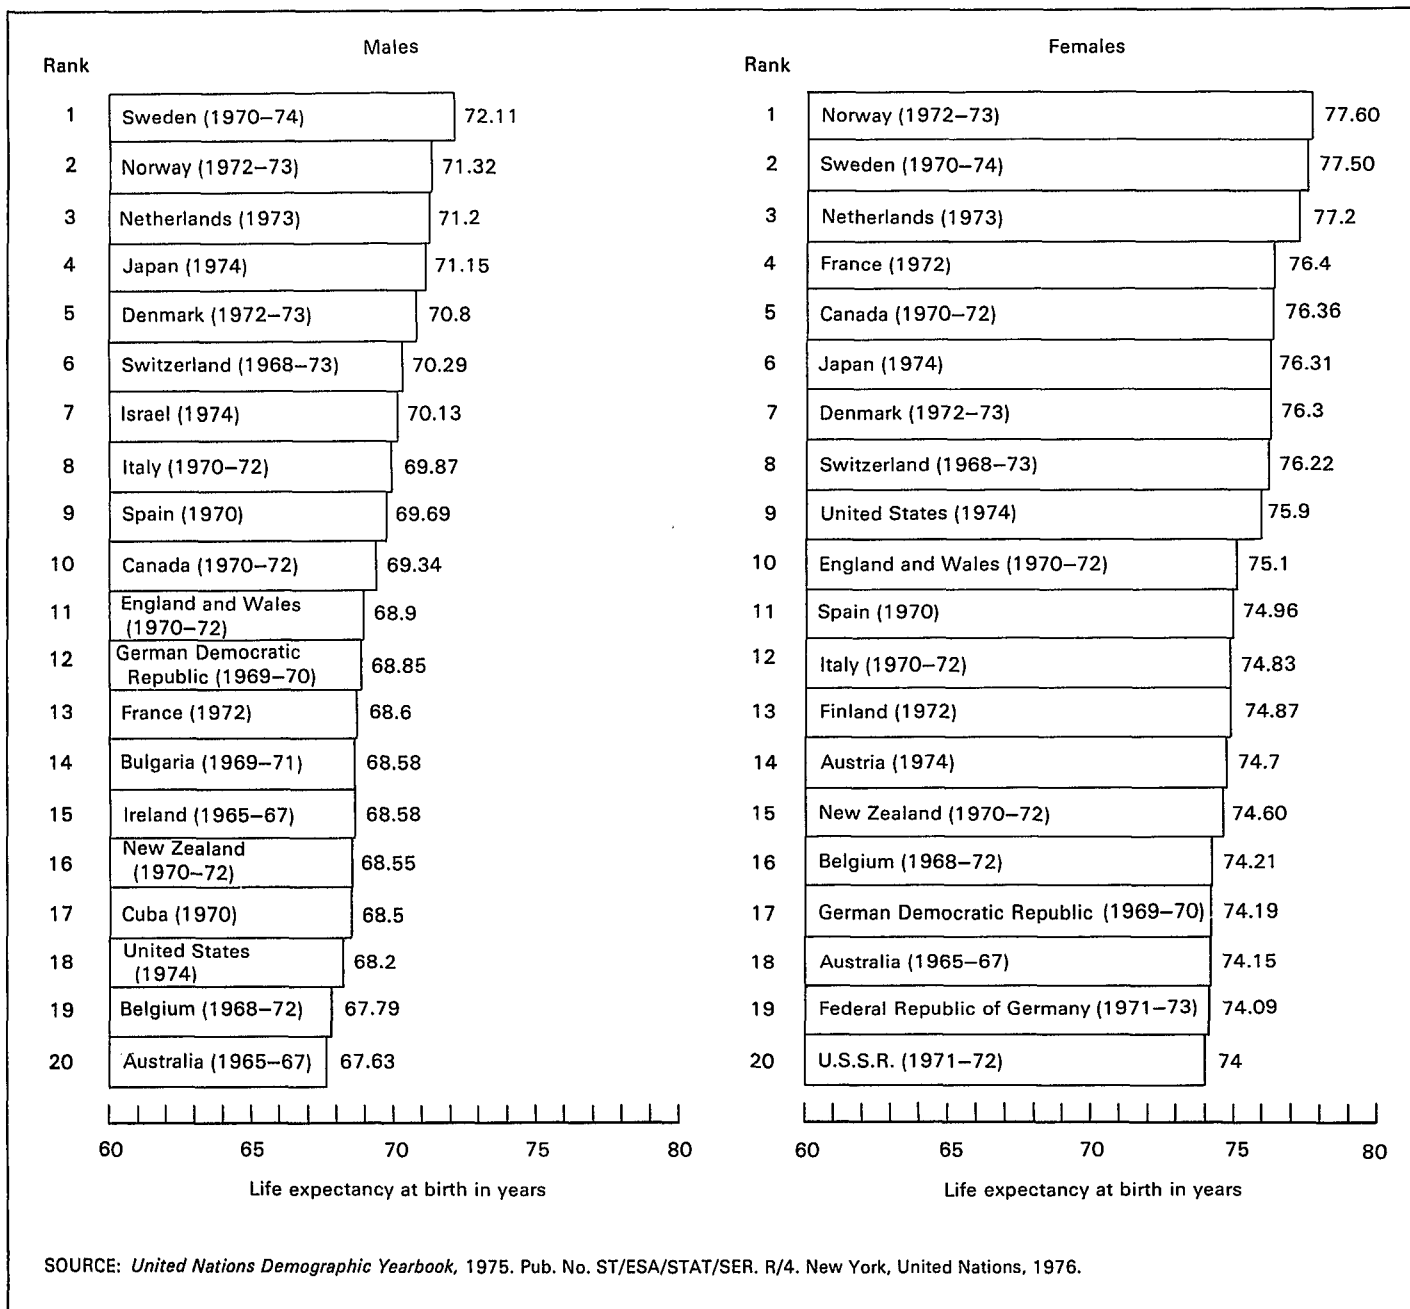 Males
Rank
1 Sweden (1970–74) 72.11
2 Norway (1972–73) 71.32
3 Netherlands (1973) 71.2
4 Japan (1974) 71.15
5 Denmark (1972–73) 70.8
6 Switzerland (1968–73) 70.29
7 Israel (1974) 70.13
8 Italy (1970–72) 69.87
9 Spain (1970) 69.69
10 Canada (1970–72) 69.34
11 England and Wales
(1970–72) 68.9
12 German Democratic
Republic (1969–70) 68.85
13 France (1972) 68.6
14 Bulgaria (1969–71) 68.58
15 Ireland (1965–67) 68.58
16 New Zealand
(1970–72) 68.55
17 Cuba (1970) 68.5
18 United States
(1974) 68.2
19 Belgium (1968–72) 67.79
20 Australia (1965–67) 67.63
60 65 70 75 80
Life expectancy at birth in years
Females
Rank
1 Norway (1972–73) 77.60
2 Sweden (1970–74) 77.50
3 Netherlands (1973) 77.2
4 France (1972) 76.4
5 Canada (1970–72) 76.36
6 Japan (1974) 76.31
7 Denmark (1972–73) 76.3
8 Switzerland (1968–73) 76.22
9 United States (1974) 75.9
10 England and Wales (1970–72) 75.1
11 Spain (1970) 74.96
12 Italy (1970–72) 74.83
13 Finland (1972) 74.87
14 Austria (1974) 74.7
15 New Zealand (1970–72) 74.60
16 Belgium (1968–72) 74.21
17 German Democratic Republic (1969–70) 74.19
18 Australia (1965–67) 74.15
19 Federal Republic of Germany (1971–73) 74.09
20 U.S.S.R. (1971–72) 74
60 65 70 75 80
Life expectancy at birth in years
SOURCE: United Nations Demographic Yearbook, 1975. Pub. No. ST/ESA/STAT/SER. R/4. New York, United Nations, 1976.